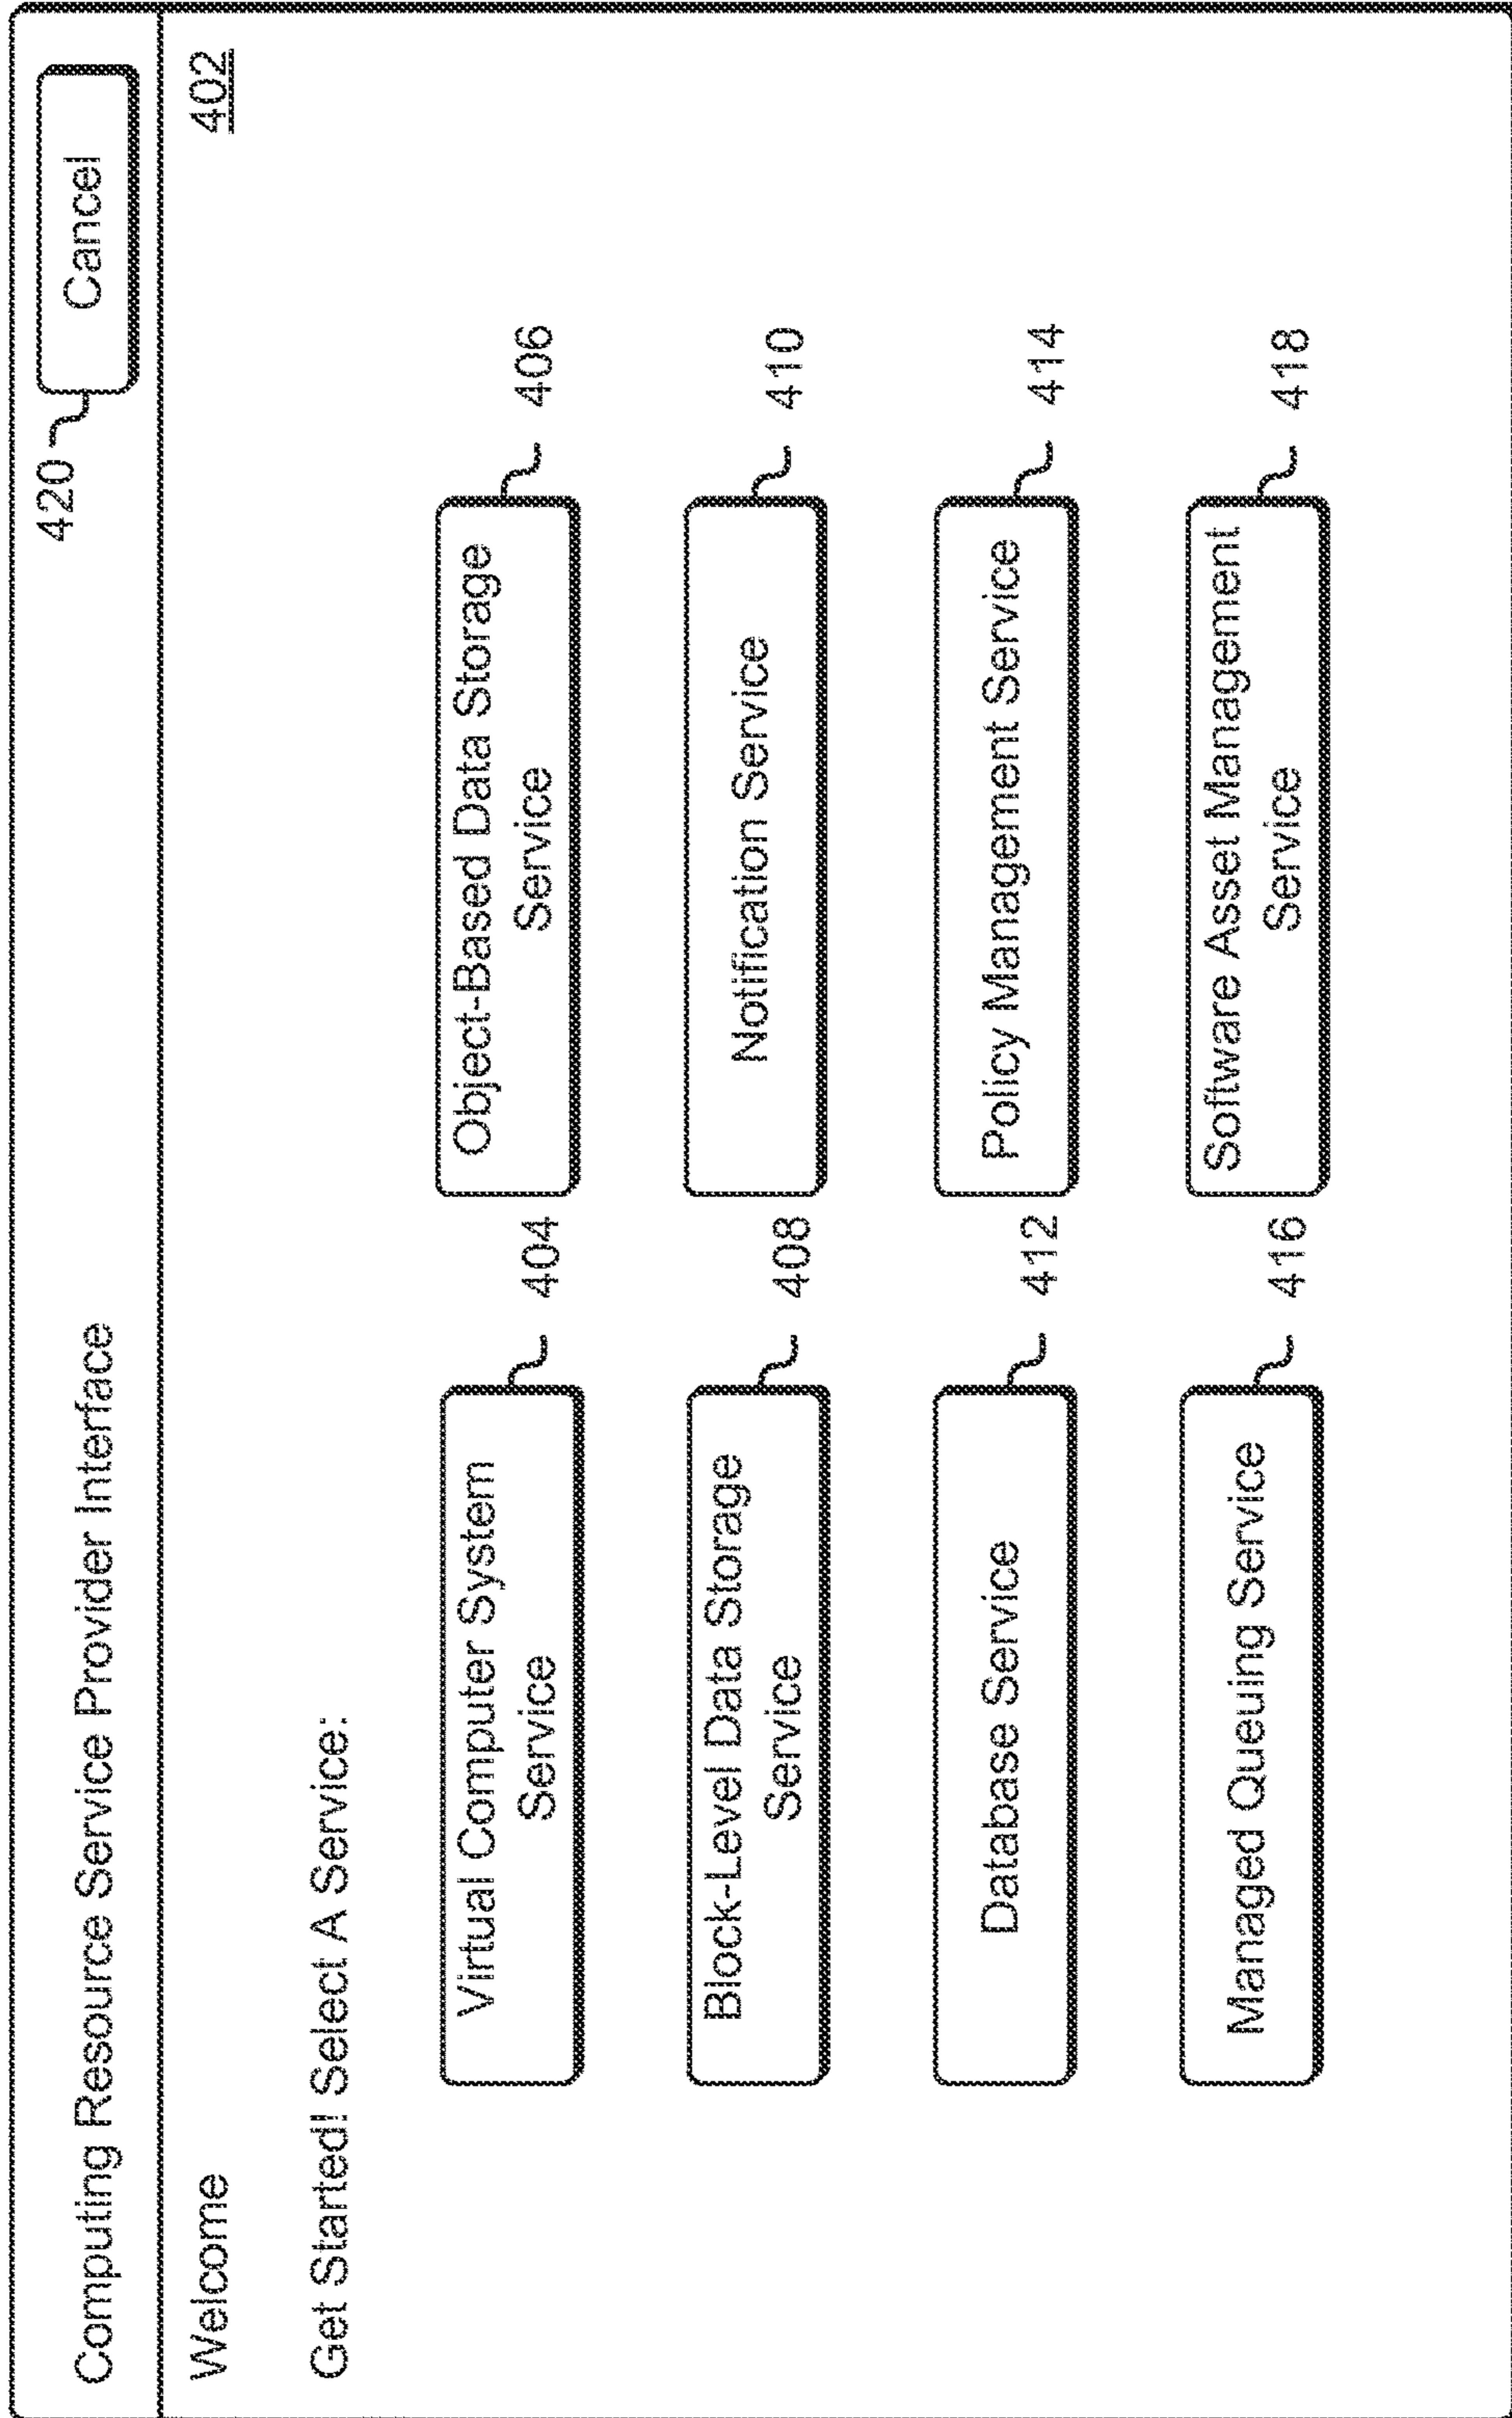 Computing Resource Service Provider Interface
420
Cancel
Welcome
402
Get Started! Select A Service:
Virtual Computer System
Service
404
Object-Based Data Storage
Service
406
Block-Level Data Storage
Service
408
Notification Service
410
Database Service
412
Policy Management Service
414
Managed Queuing Service
416
Software Asset Management
Service
418